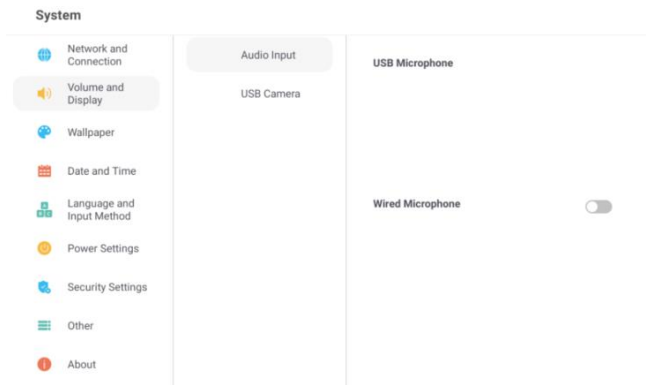 System
Network and
Connection
Volume and
Display
Wallpaper
Date and Time
Language and
Input Method
Power Settings
Security Settings
Other
About
Audio Input
USB Camera
USB Microphone
Wired Microphone